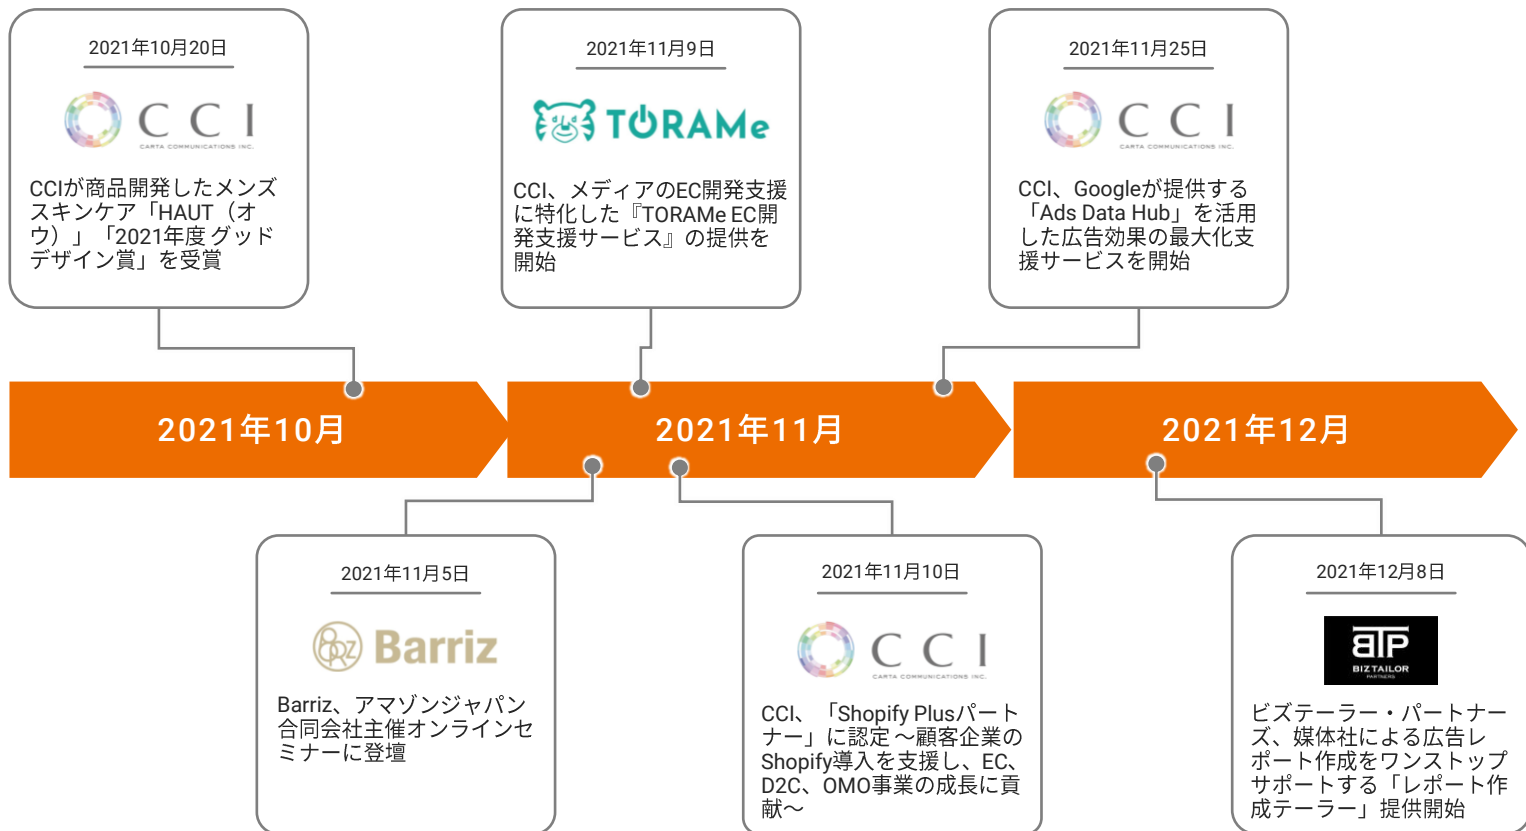 2021年10月20日
CCI
CARTA COMMUNICATIONS INC.
CCIが商品開発したメンズ
スキンケア「HAUT（オ
ウ）」「2021年度 グッド
デザイン賞」を受賞
2021年11月9日
TORAMe
CCI、メディアのEC開発支援
に特化した『TORAMe EC開
発支援サービス』の提供を
開始
2021年11月25日
CCI
CARTA COMMUNICATIONS INC.
CCI、Googleが提供する
「Ads Data Hub」を活用
した広告効果の最大化支
援サービスを開始
2021年10月
2021年11月
2021年12月
2021年11月5日
Barriz
Barriz、アマゾンジャパン
合同会社主催オンラインセ
ミナーに登壇
2021年11月10日
CCI
CARTA COMMUNICATIONS INC.
CCI、「Shopify Plusパート
ナー」に認定 〜顧客企業の
Shopify導入を支援し、EC、
D2C、OMO事業の成長に貢
献〜
2021年12月8日
BTP
BIZTAILOR
PARTNERS
ビズテーラー・パートナー
ズ、媒体社による広告レ
ポート作成をワンストップ
サポートする「レポート作
成テーラー」提供開始